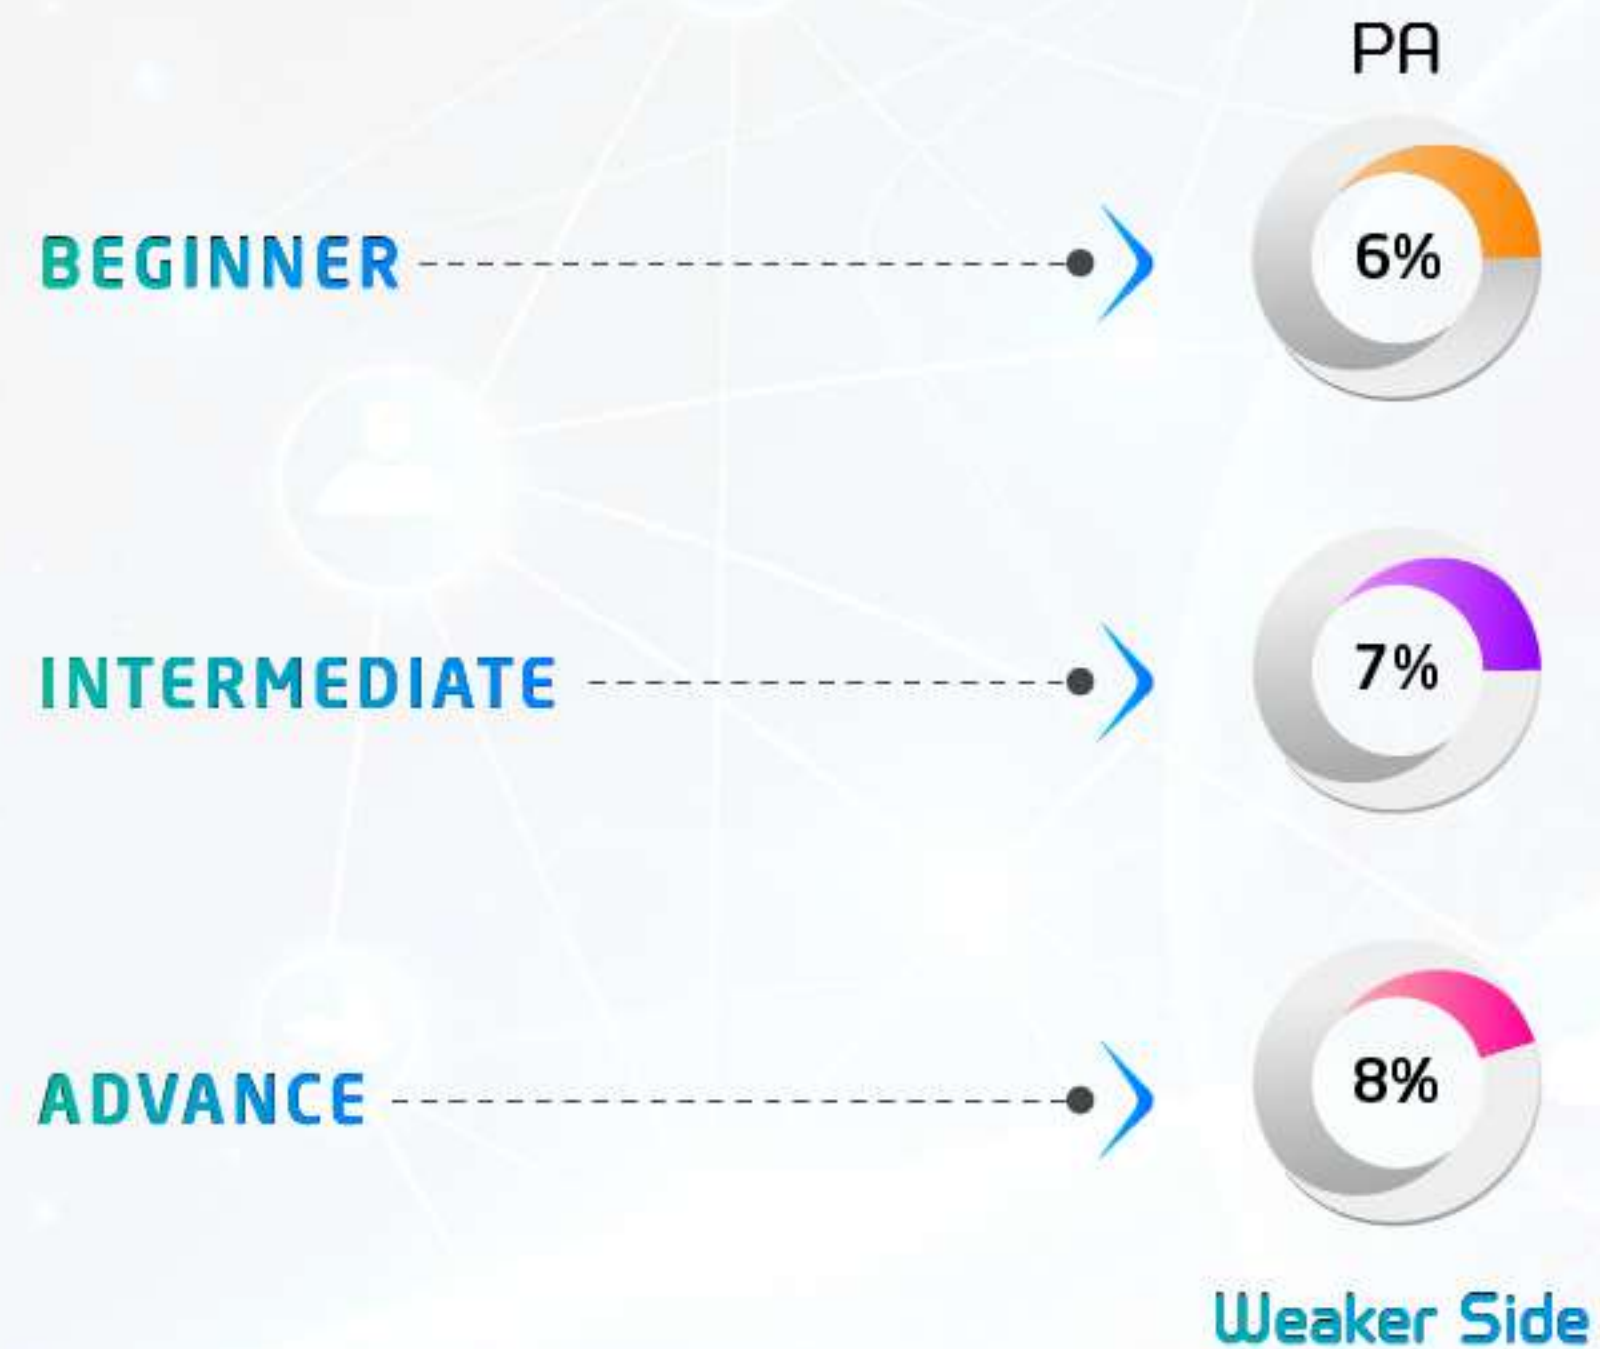 PA
BEGINNER
6%
INTERMEDIATE
7%
ADVANCE
8%
Weaker Side